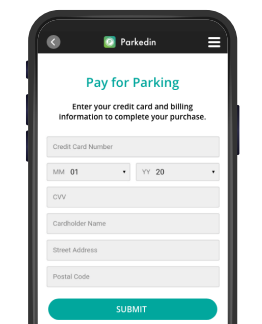 Parkedin
Pay for Parking
Enter your credit card and billing
information to complete your purchase.
Credit Card Number
MM 01 YY 20
CVV
Cardholder Name
Street Address
Postal Code
SUBMIT